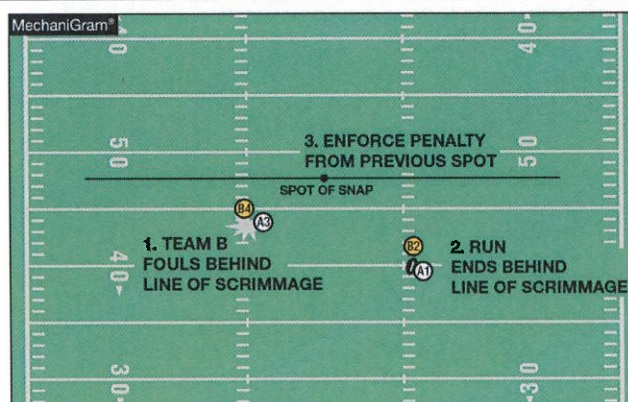 MechaniGram®
40
40
50
50
3. ENFORCE PENALTY
FROM PREVIOUS SPOT
SPOT OF SNAP
B4
A3
1. TEAM B
FOULS BEHIND
LINE OF SCRIMMAGE
B2
A1
2. RUN
ENDS BEHIND
LINE OF SCRIMMAGE
40
30
30